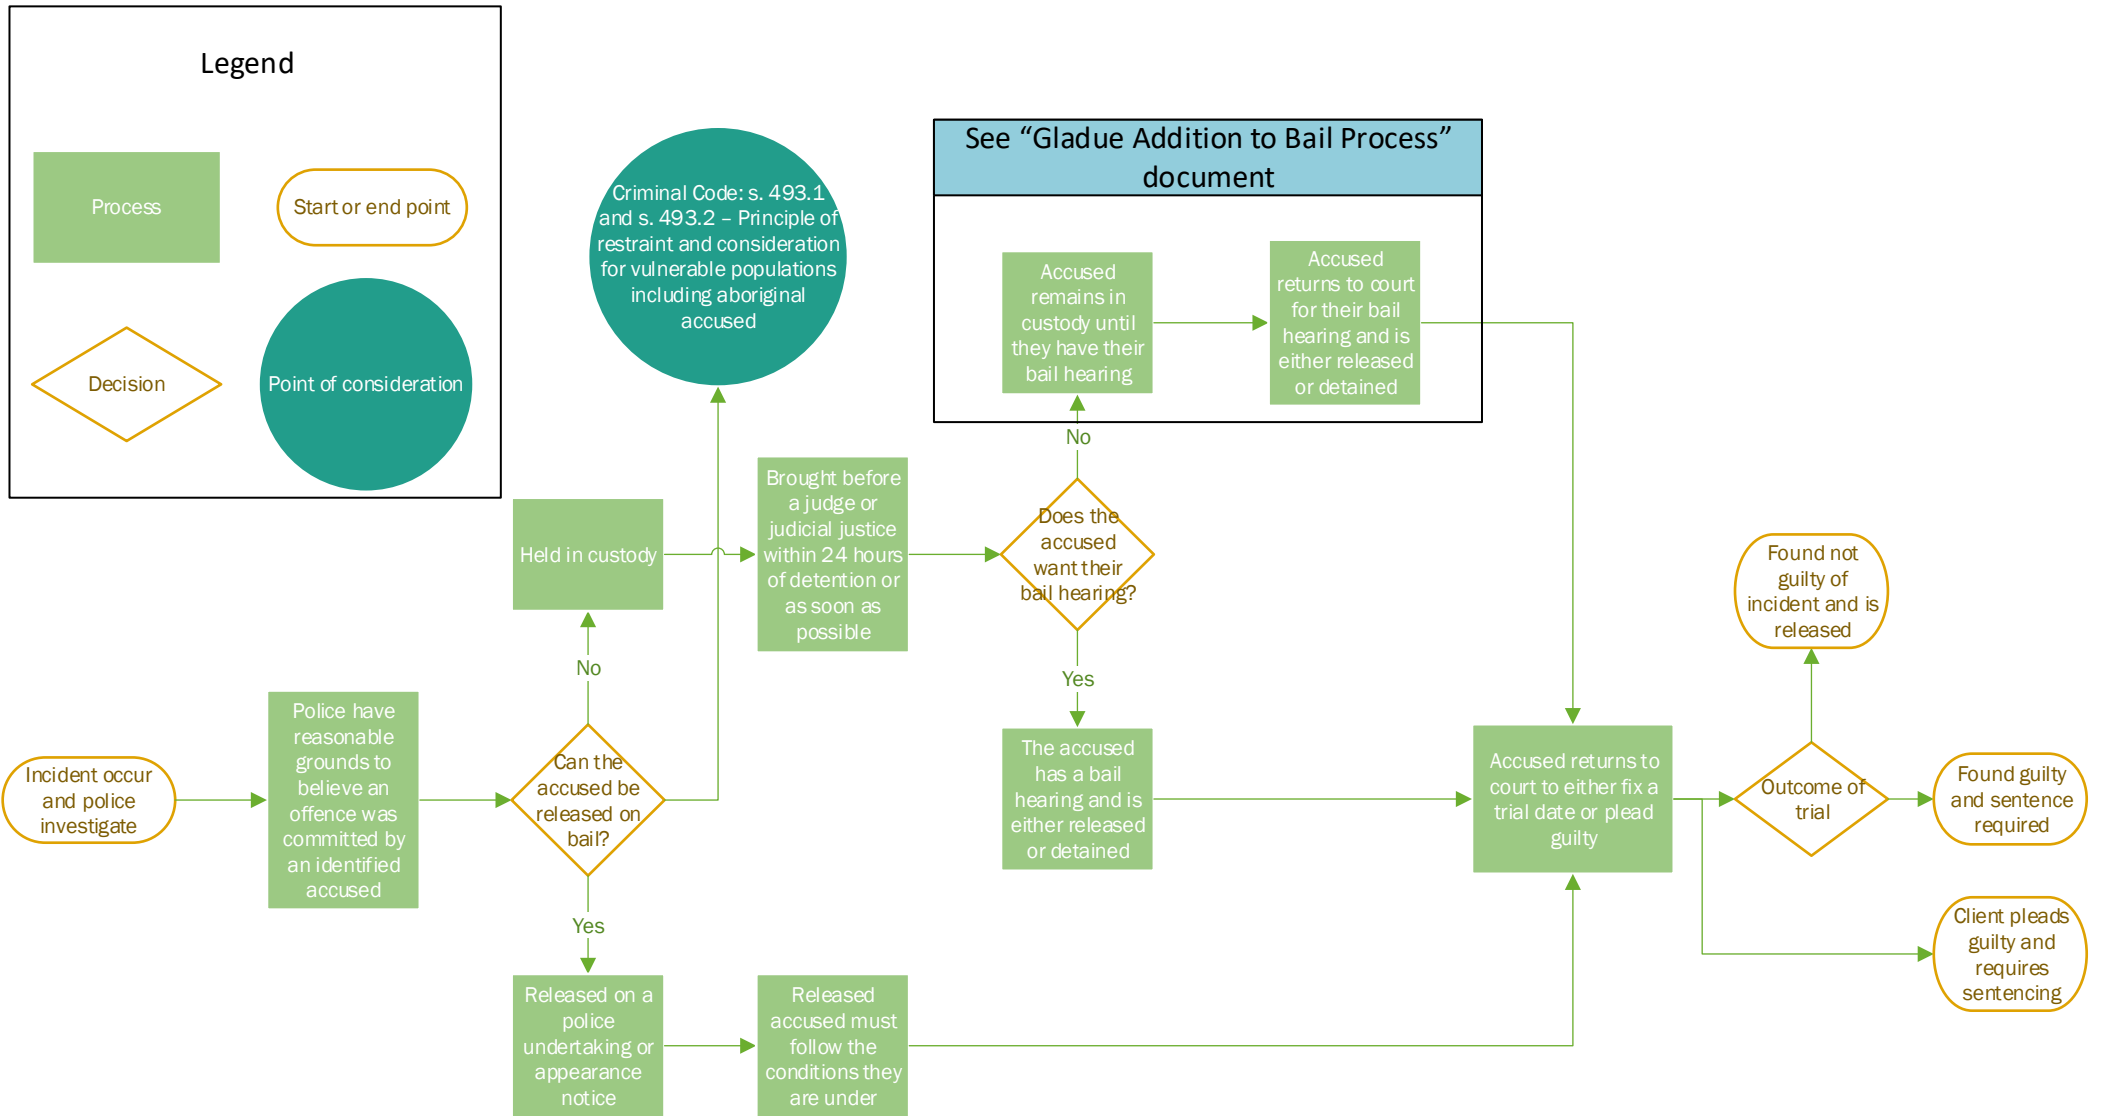 Legend
Process
Start or end point
Decision
Point of consideration
Criminal Code: s. 493.1
and s. 493.2 – Principle of
restraint and consideration
for vulnerable populations
including aboriginal
accused
See “Gladue Addition to Bail Process”
document
Accused
remains in
custody until
they have their
bail hearing
Accused
returns to court
for their bail
hearing and is
either released
or detained
No
Held in custody
Brought before
a judge or
judicial justice
within 24 hours
of detention or
as soon as
possible
Does the
accused
want their
bail hearing?
Yes
No
Incident occur
and police
investigate
Police have
reasonable
grounds to
believe an
offence was
committed by
an identified
accused
Can the
accused be
released on
bail?
Yes
The accused
has a bail
hearing and is
either released
or detained
Released on a
police
undertaking or
appearance
notice
Released
accused must
follow the
conditions they
are under
Accused returns to
court to either fix a
trial date or plead
guilty
Outcome of
trial
Found not
guilty of
incident and is
released
Found guilty
and sentence
required
Client pleads
guilty and
requires
sentencing